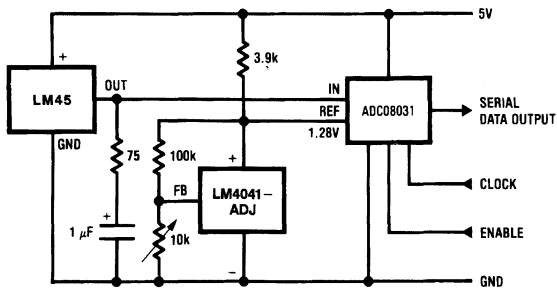 5V
+
3.9k
LM45
OUT
IN
ADC08031
SERIAL
DATA OUTPUT
REF
1.28V
GND
75
100k
+
LM4041–
ADJ
FB
CLOCK
+
1 µF
10k
ENABLE
–
GND